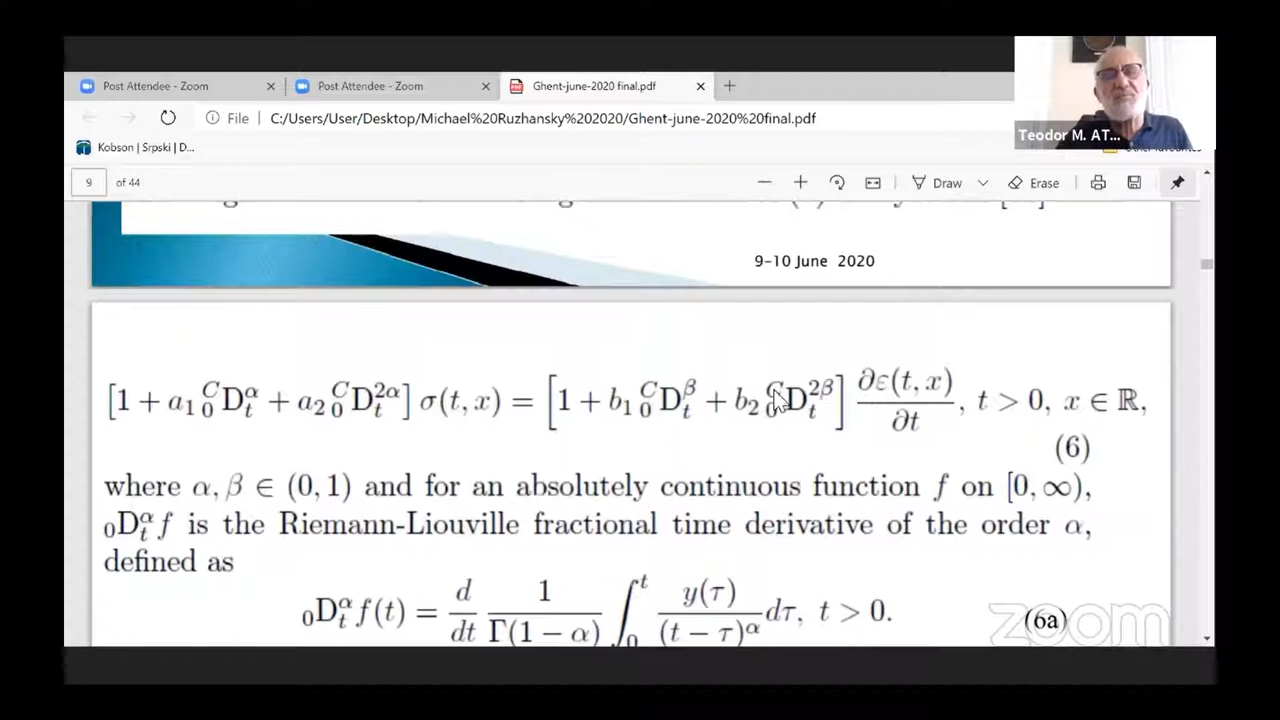 Post Attendee - Zoom
Post Attendee - Zoom
Ghent-june-2020 final.pdf
File C:/Users/User/Desktop/Michael%20Ruzhansky%202020/Ghent-june-2020%20final.pdf
Teodor M. AT...
Kobson | Srpski | D...
9 of 44
Draw
Erase
9-10 June 2020
[1 + a₁ ᶜ₀Dₜ^α + a₂ ᶜ₀Dₜ^{2α}] σ(t, x) = [1 + b₁ ᶜ₀Dₜ^β + b₂ ᶜ₀Dₜ^{2β}] ∂ε(t, x)/∂t, t > 0, x ∈ ℝ,
(6)
where α, β ∈ (0, 1) and for an absolutely continuous function f on [0, ∞),
₀Dₜ^α f is the Riemann-Liouville fractional time derivative of the order α,
defined as
₀Dₜ^α f(t) = d/dt 1/Γ(1 − α) ∫₀^t y(τ)/(t − τ)^α dτ, t > 0. (6a)
zoom